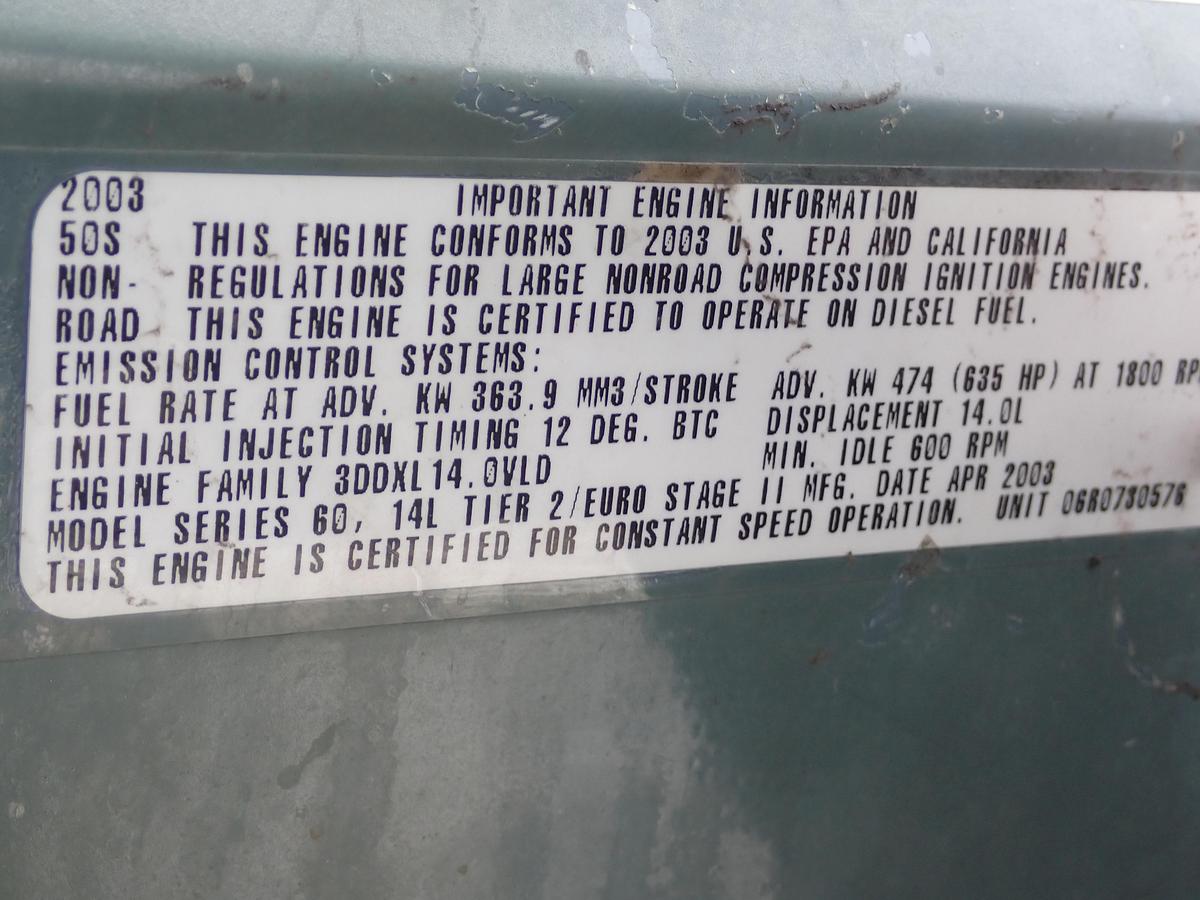 2003 IMPORTANT ENGINE INFORMATION
50S THIS ENGINE CONFORMS TO 2003 U.S. EPA AND CALIFORNIA
NON- REGULATIONS FOR LARGE NONROAD COMPRESSION IGNITION ENGINES.
ROAD THIS ENGINE IS CERTIFIED TO OPERATE ON DIESEL FUEL.
EMISSION CONTROL SYSTEMS:
FUEL RATE AT ADV. KW 363.9 MM3/STROKE ADV. KW 474 (635 HP) AT 1800 RP
INITIAL INJECTION TIMING 12 DEG. BTC DISPLACEMENT 14.0L
ENGINE FAMILY 3DDXL14.0VLD MIN. IDLE 600 RPM
MODEL SERIES 60, 14L TIER 2/EURO STAGE II MFG. DATE APR 2003
THIS ENGINE IS CERTIFIED FOR CONSTANT SPEED OPERATION. UNIT 06R0730576